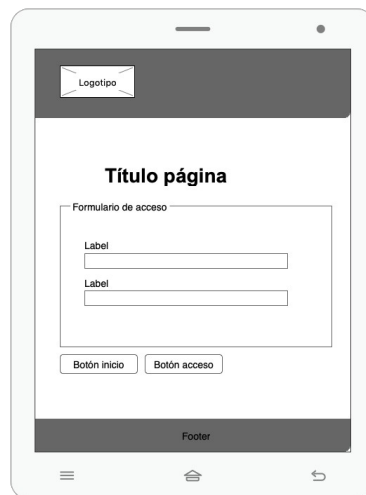 Logotipo
Título página
Formulario de acceso
Label
Label
Botón inicio Botón acceso
Footer